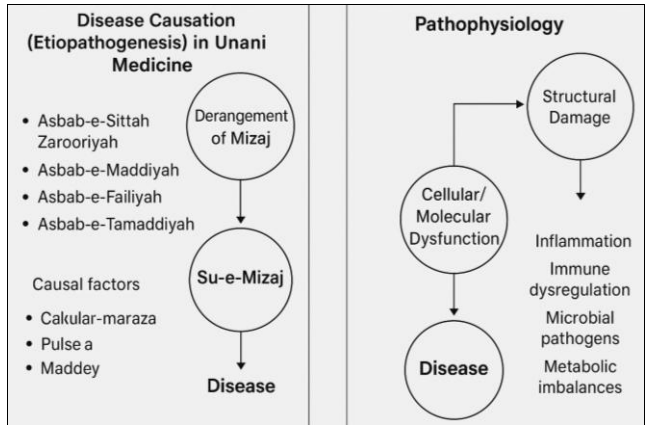 Disease Causation
(Etiopathogenesis) in Unani
Medicine
• Asbab-e-Sittah
Zarooriyah
• Asbab-e-Maddiyah
• Asbab-e-Failiyah
• Asbab-e-Tamaddiyah
Derangement
of Mizaj
Su-e-Mizaj
Disease
Causal factors
• Cakular-maraza
• Pulse a
• Maddey
Pathophysiology
Structural
Damage
Cellular/
Molecular
Dysfunction
Disease
Inflammation
Immune
dysregulation
Microbial
pathogens
Metabolic
imbalances